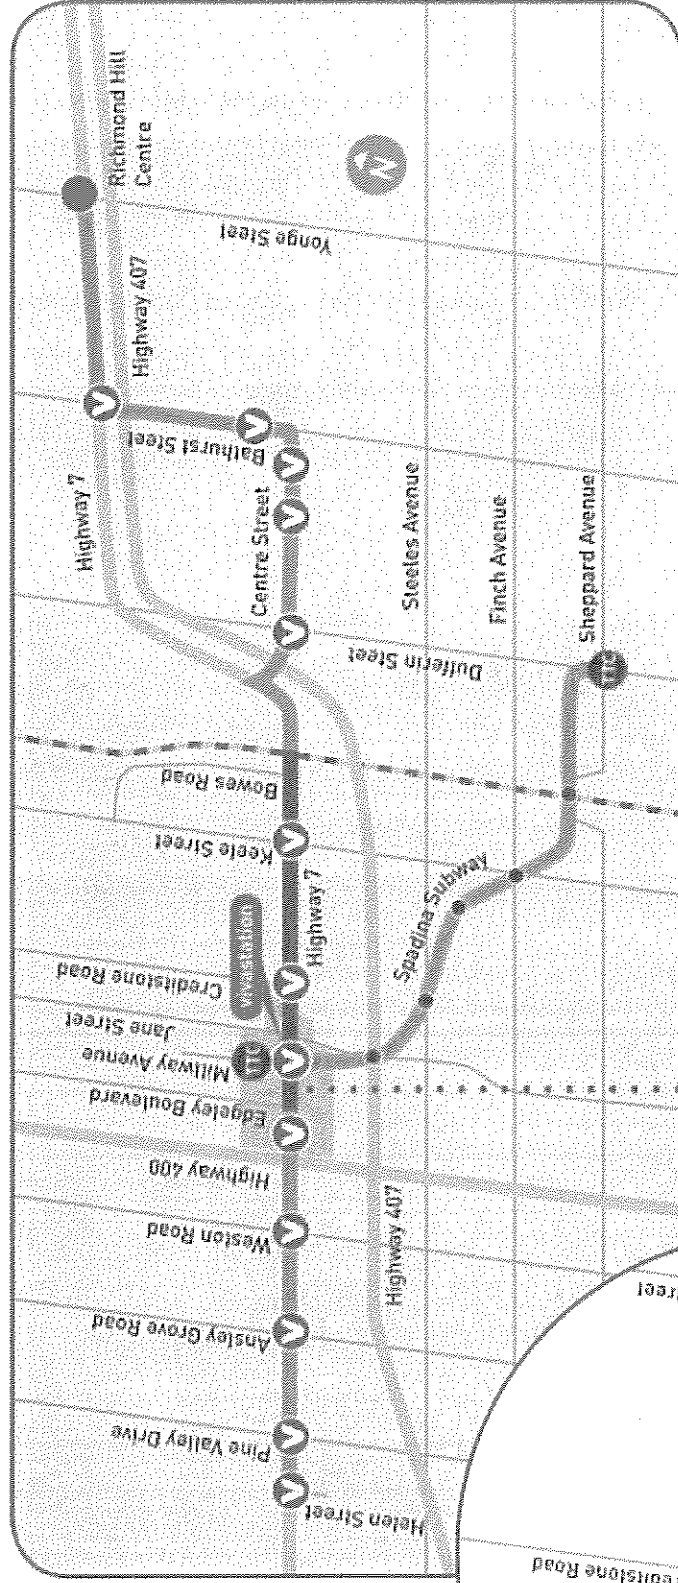 Richmond Hill
Centre
Yonge Street
Highway 407
Bathurst Street
Highway 7
Centre Street
Steeles Avenue
Finch Avenue
Sheppard Avenue
Dufferin Street
Bowes Road
Keele Street
Highway 7
Spadina Subway
vivastation
Creditstone Road
Jane Street
Millway Avenue
Edgeley Boulevard
Highway 400
Highway 407
Weston Road
Ansley Grove Road
Pine Valley Drive
Helen Street
N